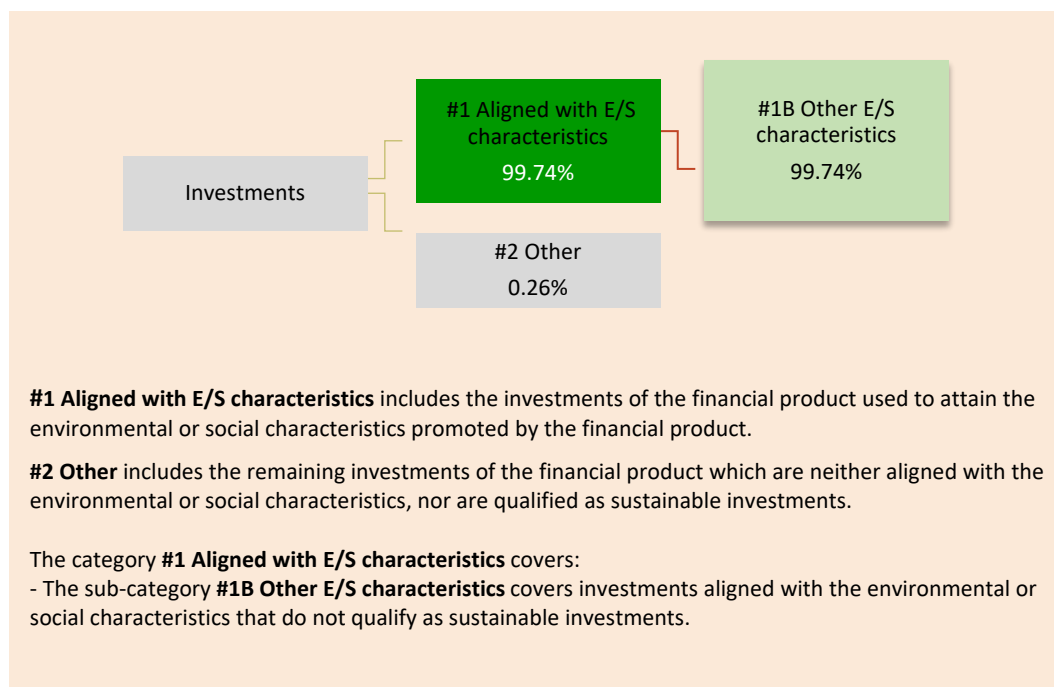 Investments
#1 Aligned with E/S
characteristics
99.74%
#1B Other E/S
characteristics
99.74%
#2 Other
0.26%
#1 Aligned with E/S characteristics includes the investments of the financial product used to attain the
environmental or social characteristics promoted by the financial product.
#2 Other includes the remaining investments of the financial product which are neither aligned with the
environmental or social characteristics, nor are qualified as sustainable investments.
The category #1 Aligned with E/S characteristics covers:
- The sub-category #1B Other E/S characteristics covers investments aligned with the environmental or
social characteristics that do not qualify as sustainable investments.